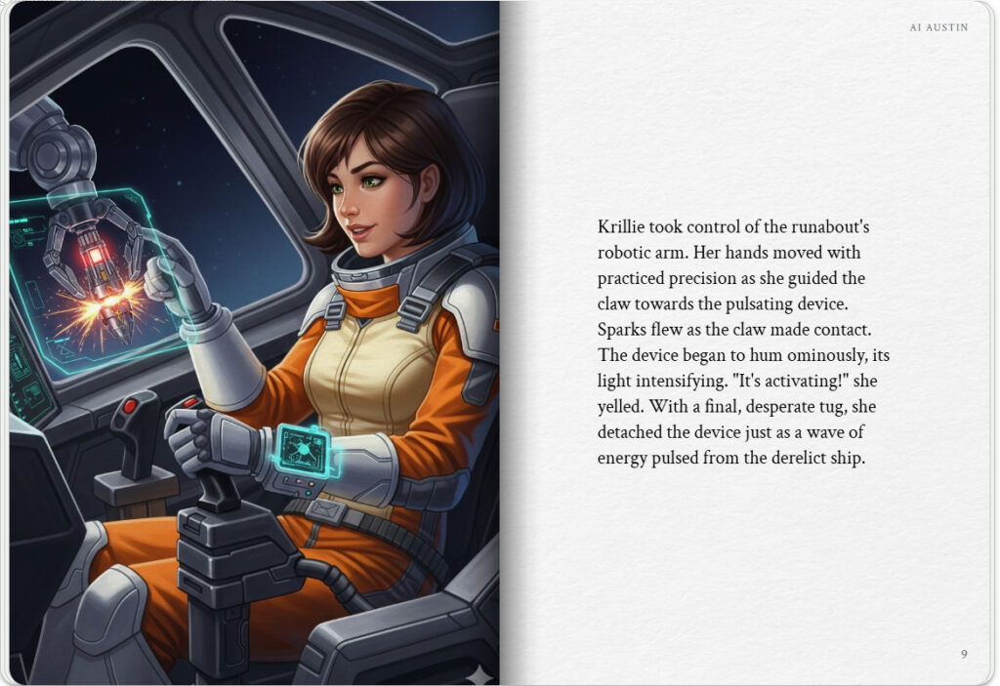 AI AUSTIN
Krillie took control of the runabout's
robotic arm. Her hands moved with
practiced precision as she guided the
claw towards the pulsating device.
Sparks flew as the claw made contact.
The device began to hum ominously, its
light intensifying. "It's activating!" she
yelled. With a final, desperate tug, she
detached the device just as a wave of
energy pulsed from the derelict ship.
9